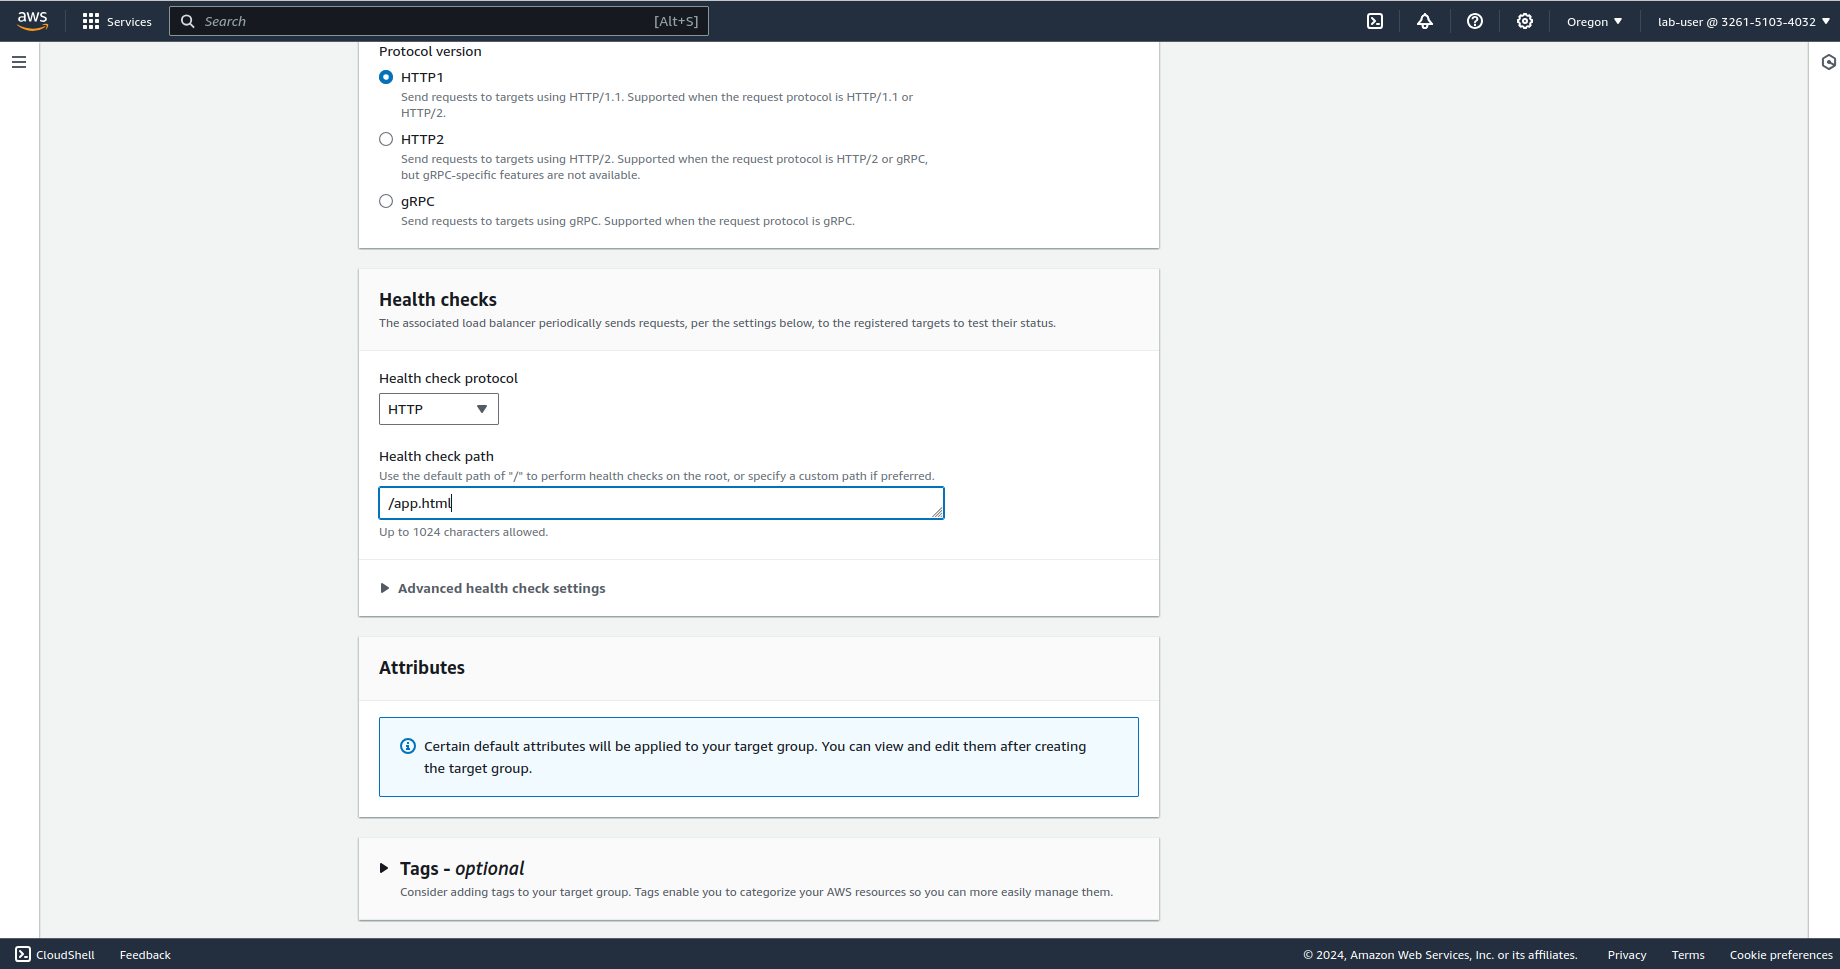 aws
Services
Search
[Alt+S]
Oregon
lab-user @ 3261-5103-4032
Protocol version
HTTP1
Send requests to targets using HTTP/1.1. Supported when the request protocol is HTTP/1.1 or
HTTP/2.
HTTP2
Send requests to targets using HTTP/2. Supported when the request protocol is HTTP/2 or gRPC,
but gRPC-specific features are not available.
gRPC
Send requests to targets using gRPC. Supported when the request protocol is gRPC.
Health checks
The associated load balancer periodically sends requests, per the settings below, to the registered targets to test their status.
Health check protocol
HTTP
Health check path
Use the default path of "/" to perform health checks on the root, or specify a custom path if preferred.
/app.html
Up to 1024 characters allowed.
Advanced health check settings
Attributes
Certain default attributes will be applied to your target group. You can view and edit them after creating
the target group.
Tags - optional
Consider adding tags to your target group. Tags enable you to categorize your AWS resources so you can more easily manage them.
CloudShell
Feedback
© 2024, Amazon Web Services, Inc. or its affiliates.
Privacy
Terms
Cookie preferences